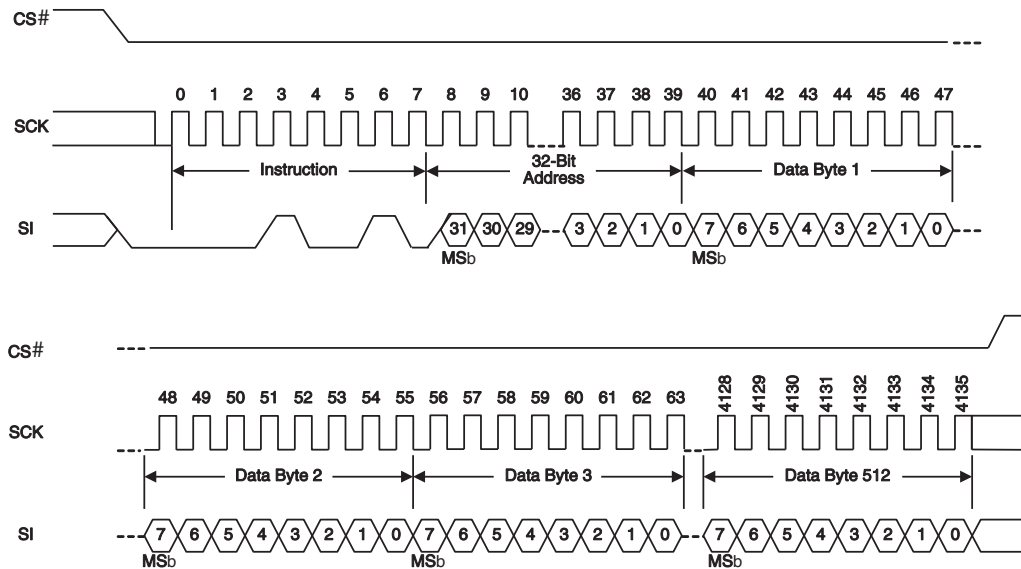 CS#
0 1 2 3 4 5 6 7 8 9 10 36 37 38 39 40 41 42 43 44 45 46 47
SCK
Instruction 32-Bit Address Data Byte 1
SI 31 30 29 3 2 1 0 7 6 5 4 3 2 1 0
MSb MSb
CS#
48 49 50 51 52 53 54 55 56 57 58 59 60 61 62 63 4128 4129 4130 4131 4132 4133 4134 4135
SCK
Data Byte 2 Data Byte 3 Data Byte 512
SI 7 6 5 4 3 2 1 0 7 6 5 4 3 2 1 0 7 6 5 4 3 2 1 0
MSb MSb MSb